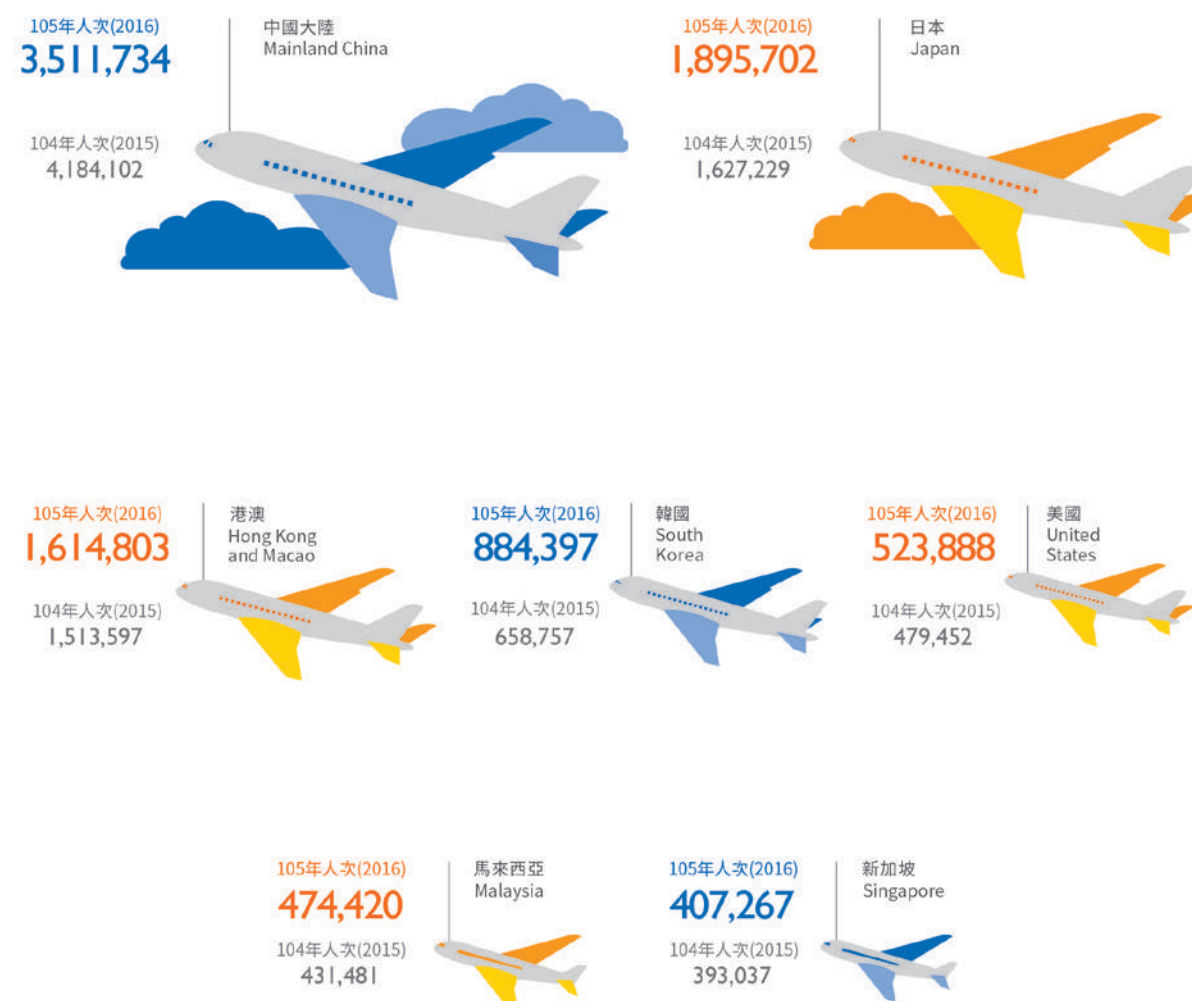 105年人次(2016)
3,511,734
104年人次(2015)
4,184,102
中國大陸
Mainland China
105年人次(2016)
1,895,702
104年人次(2015)
1,627,229
日本
Japan
105年人次(2016)
1,614,803
104年人次(2015)
1,513,597
港澳
Hong Kong
and Macao
105年人次(2016)
884,397
104年人次(2015)
658,757
韓國
South
Korea
105年人次(2016)
523,888
104年人次(2015)
479,452
美國
United
States
105年人次(2016)
474,420
104年人次(2015)
431,481
馬來西亞
Malaysia
105年人次(2016)
407,267
104年人次(2015)
393,037
新加坡
Singapore